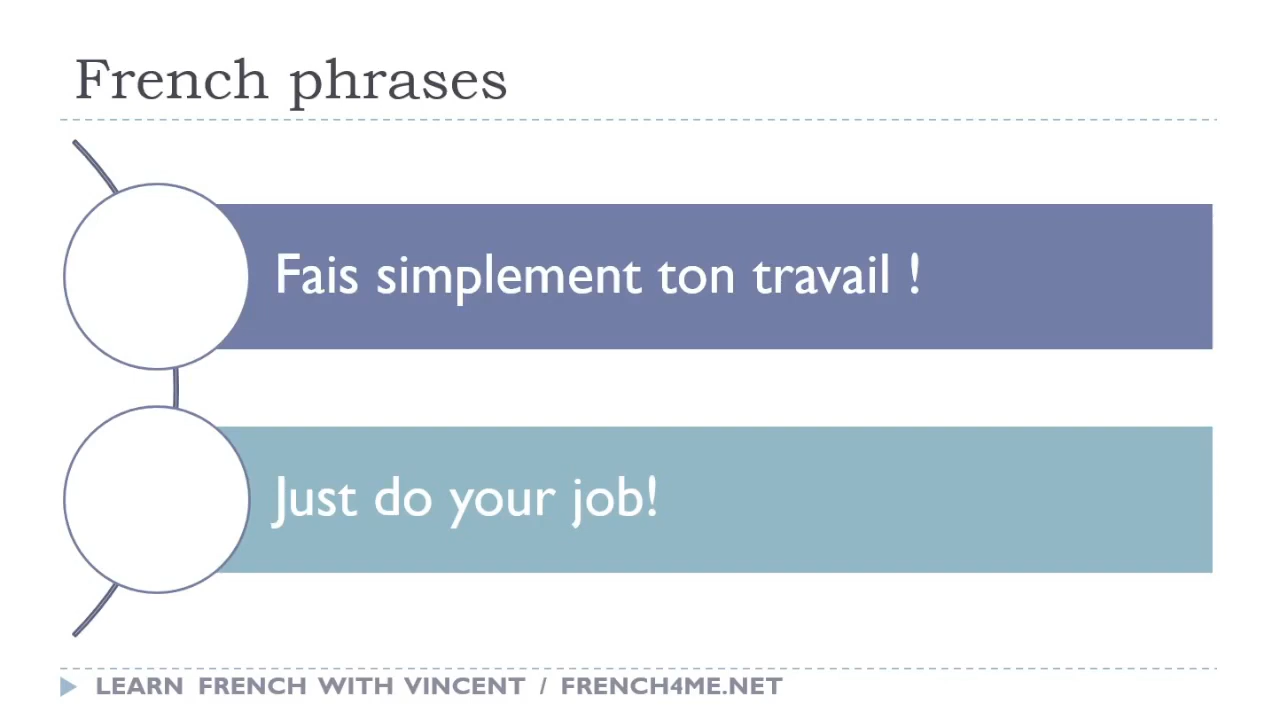 French phrases
Fais simplement ton travail !
Just do your job!
LEARN FRENCH WITH VINCENT / FRENCH4ME.NET